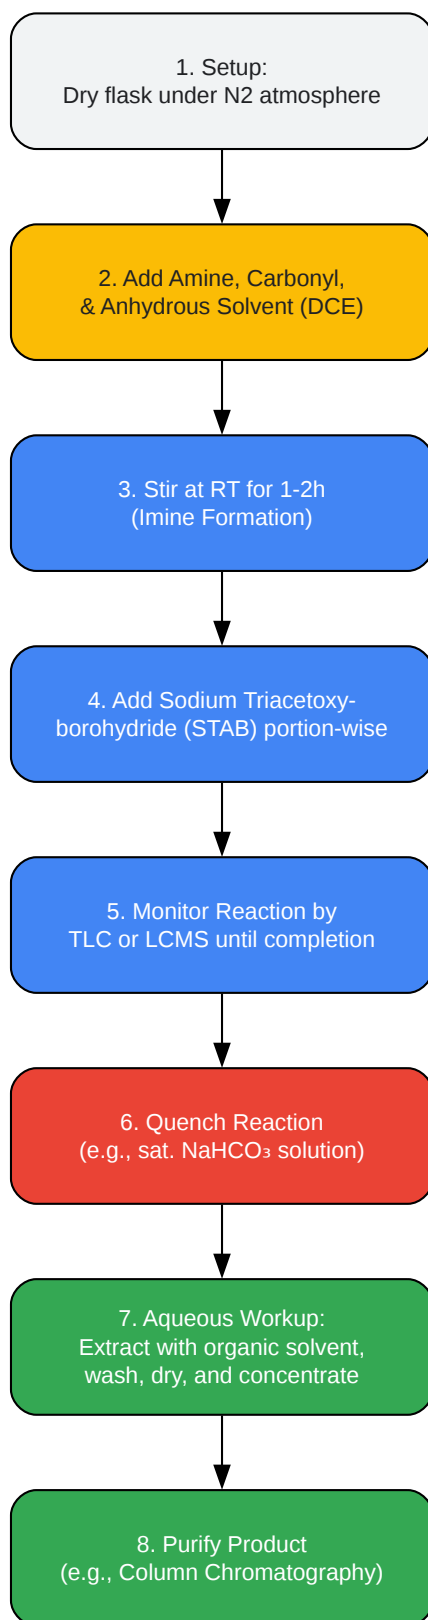 1. Setup:
Dry flask under N2 atmosphere
2. Add Amine, Carbonyl,
& Anhydrous Solvent (DCE)
3. Stir at RT for 1-2h
(Imine Formation)
4. Add Sodium Triacetoxy-
borohydride (STAB) portion-wise
5. Monitor Reaction by
TLC or LCMS until completion
6. Quench Reaction
(e.g., sat. NaHCO₃ solution)
7. Aqueous Workup:
Extract with organic solvent,
wash, dry, and concentrate
8. Purify Product
(e.g., Column Chromatography)